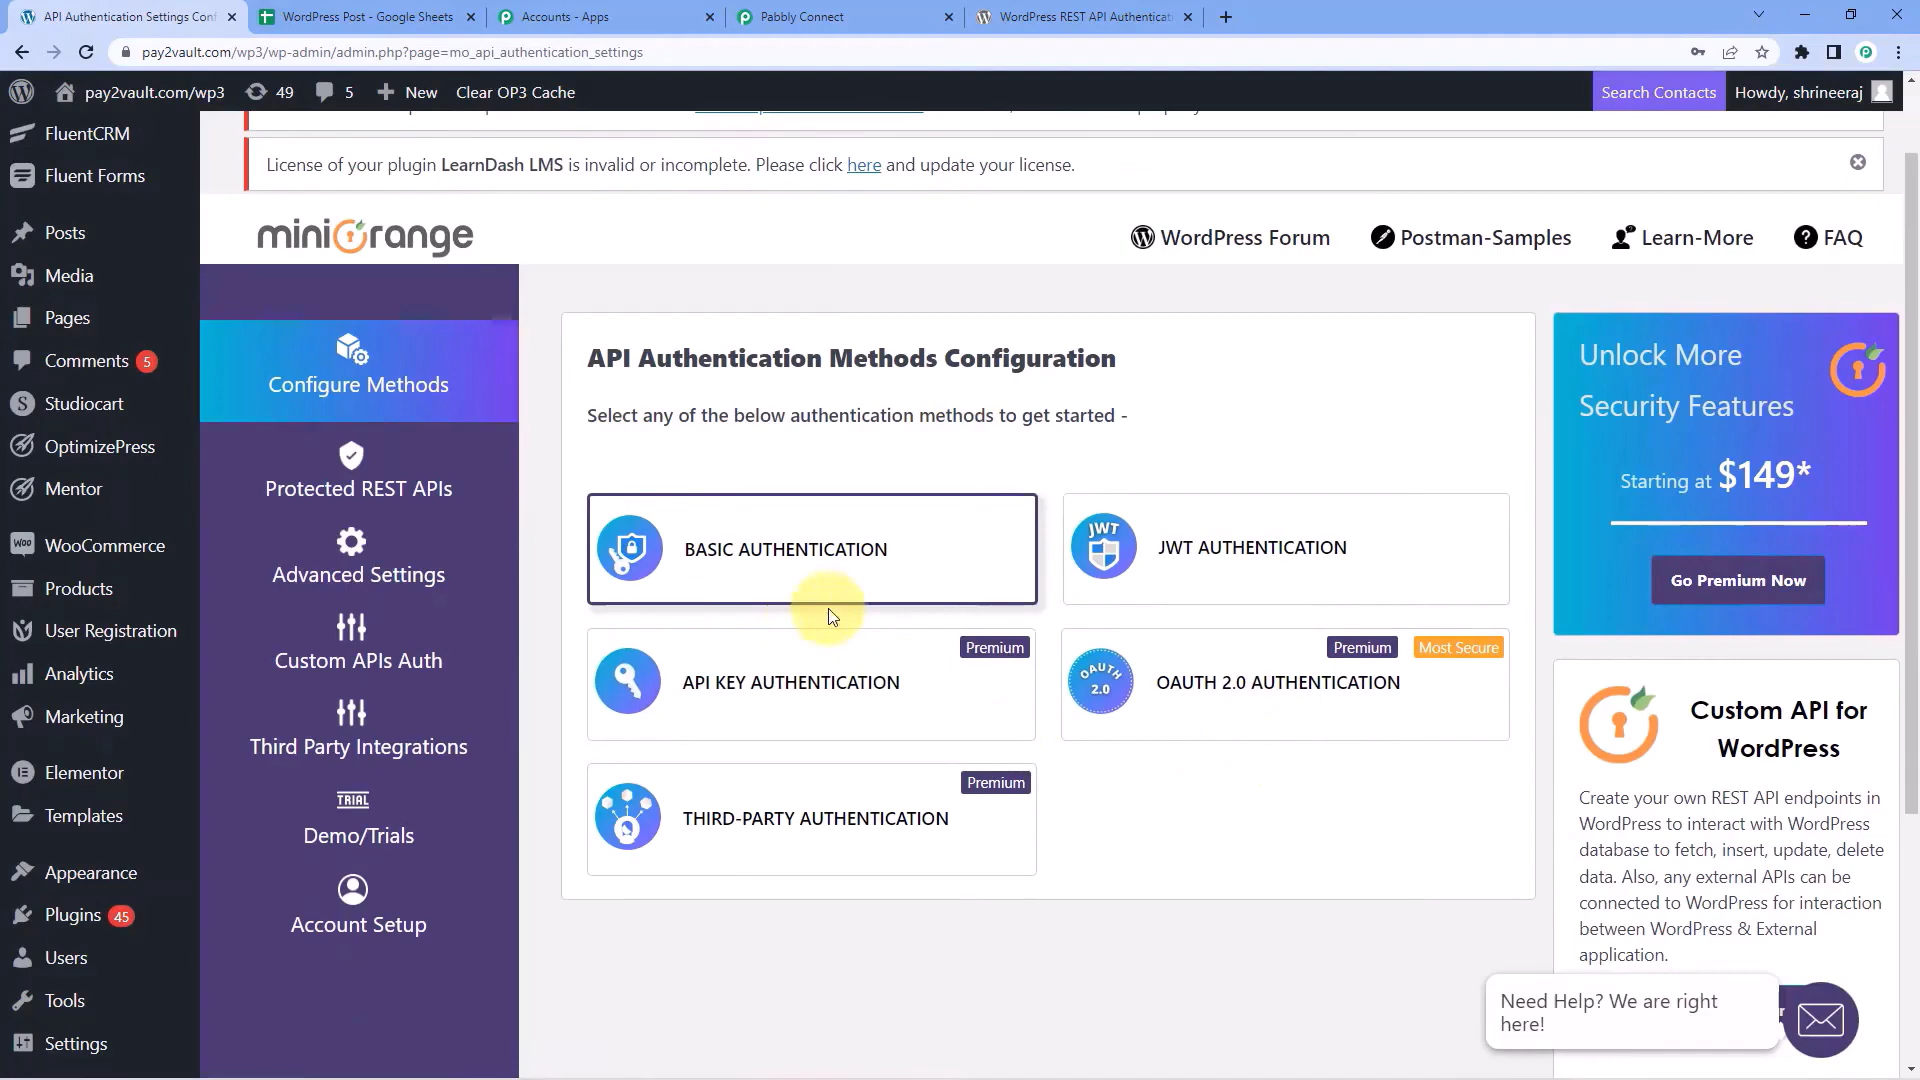 API Authentication Settings Conf
WordPress Post - Google Sheets
Accounts - Apps
Pabbly Connect
WordPress REST API Authenticat
pay2vault.com/wp3/wp-admin/admin.php?page=mo_api_authentication_settings
pay2vault.com/wp3
49
5
New
Clear OP3 Cache
Search Contacts
Howdy, shrineeraj
FluentCRM
Fluent Forms
Posts
Media
Pages
Comments 5
Studiocart
OptimizePress
Mentor
WooCommerce
Products
User Registration
Analytics
Marketing
Elementor
Templates
Appearance
Plugins 45
Users
Tools
Settings
License of your plugin LearnDash LMS is invalid or incomplete. Please click here and update your license.
miniOrange
WordPress Forum
Postman-Samples
Learn-More
FAQ
Configure Methods
Protected REST APIs
Advanced Settings
Custom APIs Auth
Third Party Integrations
TRIAL
Demo/Trials
Account Setup
API Authentication Methods Configuration
Select any of the below authentication methods to get started -
BASIC AUTHENTICATION
JWT
JWT AUTHENTICATION
Premium
API KEY AUTHENTICATION
Premium
Most Secure
OAUTH
2.0
OAUTH 2.0 AUTHENTICATION
Premium
THIRD-PARTY AUTHENTICATION
Unlock More
Security Features
Starting at $149*
Go Premium Now
Custom API for
WordPress
Create your own REST API endpoints in
WordPress to interact with WordPress
database to fetch, insert, update, delete
data. Also, any external APIs can be
connected to WordPress for interaction
between WordPress & External
application.
Need Help? We are right
here!